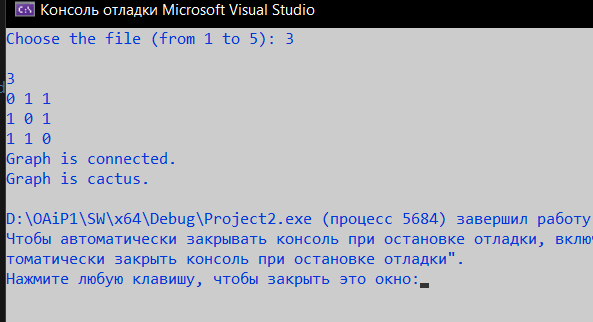 Консоль отладки Microsoft Visual Studio
Choose the file (from 1 to 5): 3
3
0 1 1
1 0 1
1 1 0
Graph is connected.
Graph is cactus.
D:\OAiP1\SW\x64\Debug\Project2.exe (процесс 5684) завершил работу
Чтобы автоматически закрывать консоль при остановке отладки, вклю
томатически закрыть консоль при остановке отладки".
Нажмите любую клавишу, чтобы закрыть это окно: